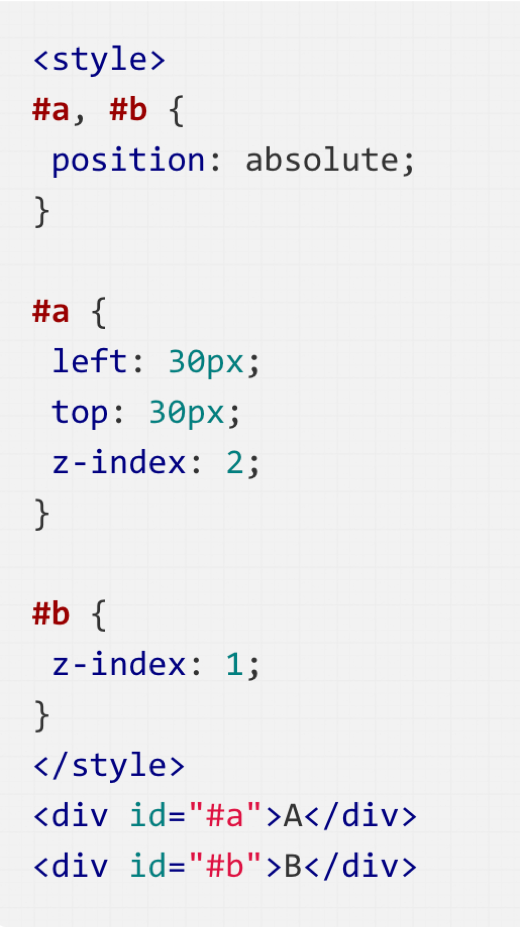 <style>
#a, #b {
 position: absolute;
}

#a {
 left: 30px;
 top: 30px;
 z-index: 2;
}

#b {
 z-index: 1;
}
</style>
<div id="#a">A</div>
<div id="#b">B</div>